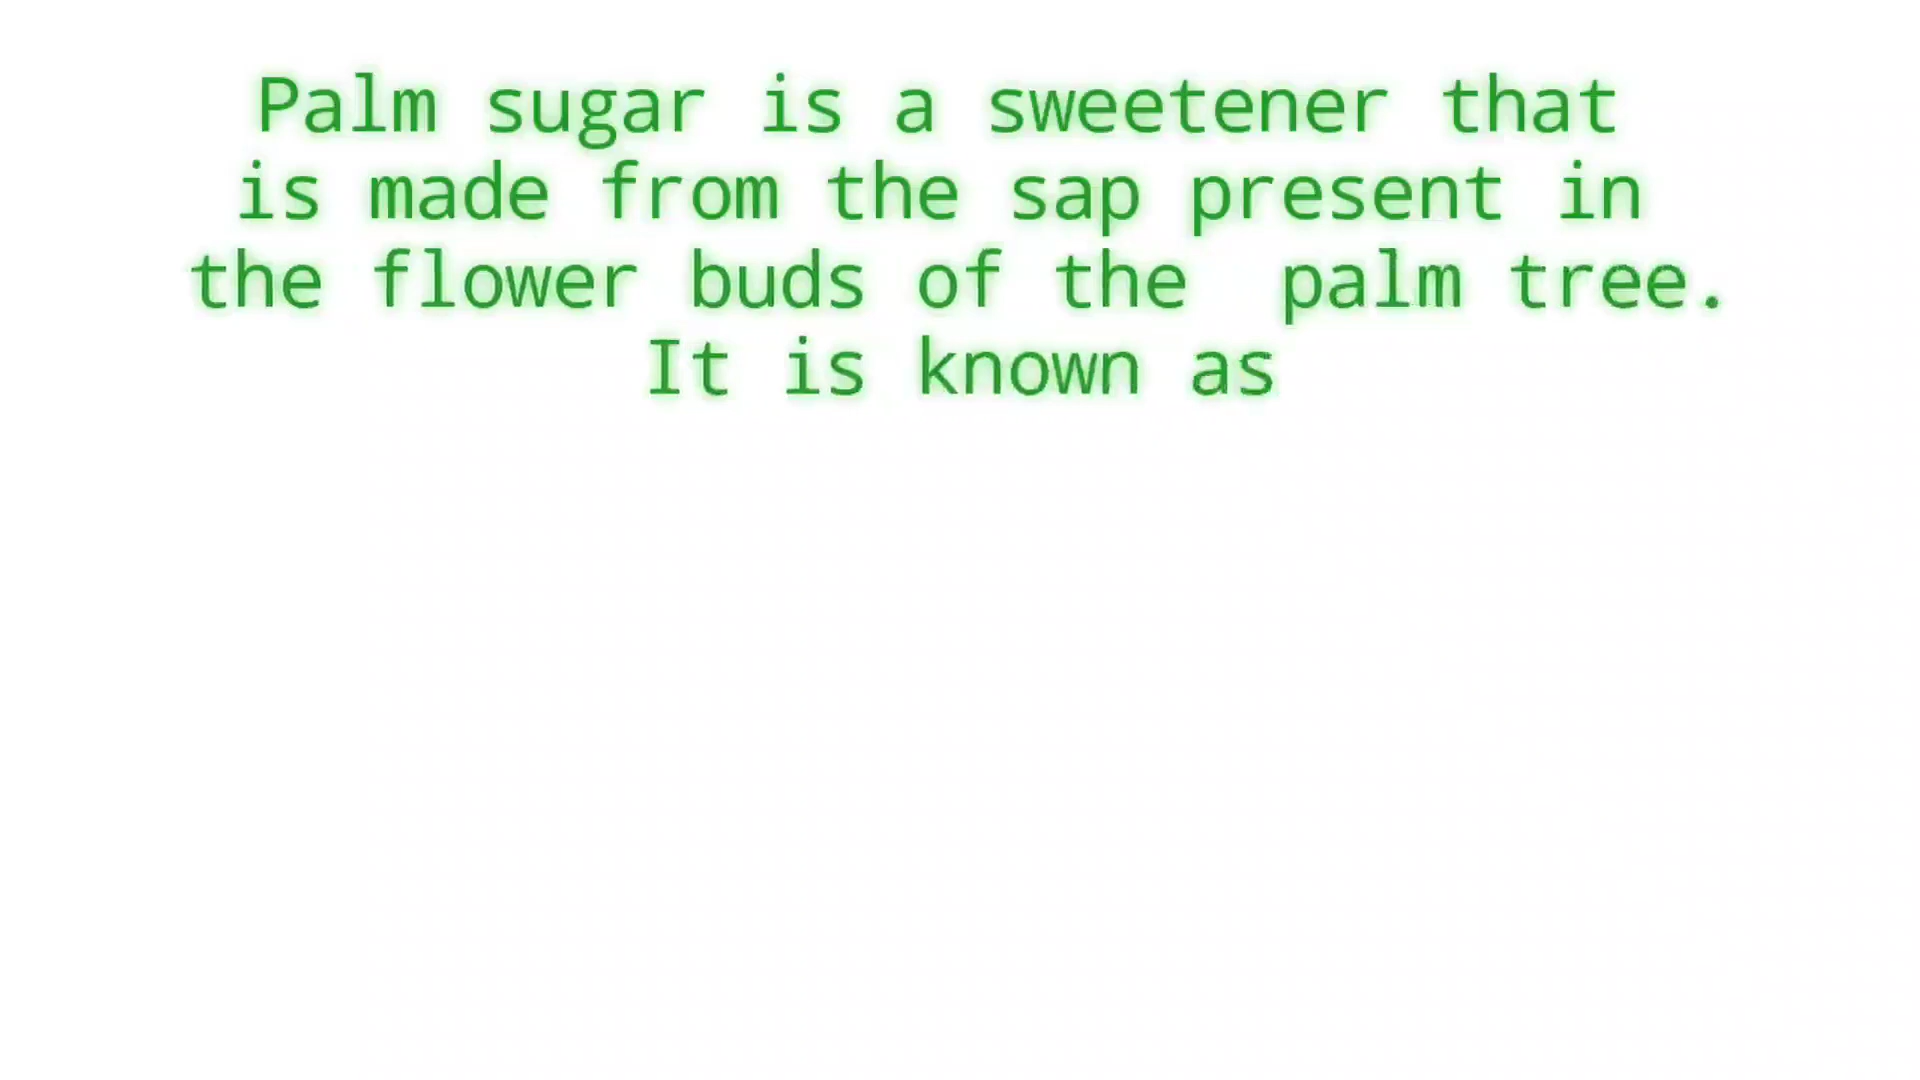 Palm sugar is a sweetener that
is made from the sap present in
the flower buds of the  palm tree.
It is known as